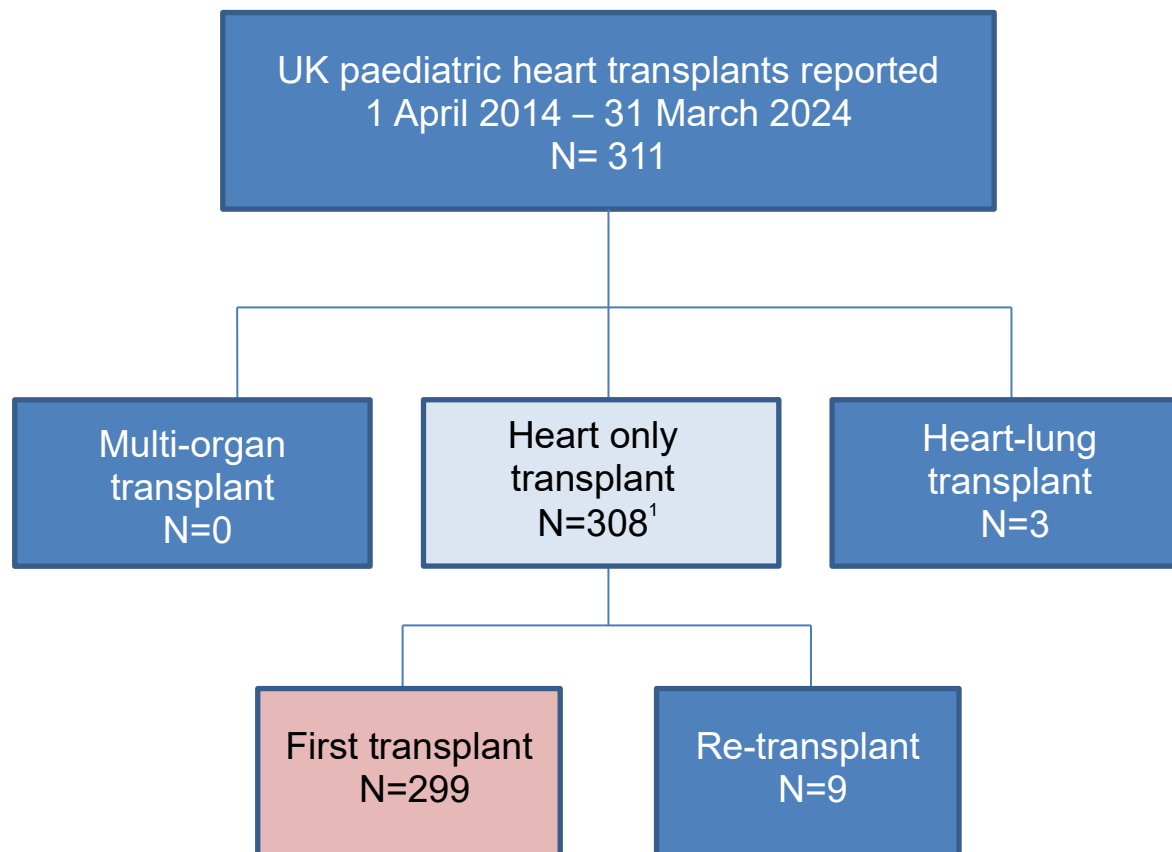 UK paediatric heart transplants reported
1 April 2014 – 31 March 2024
N= 311
Multi-organ
transplant
N=0
Heart only
transplant
N=308¹
Heart-lung
transplant
N=3
First transplant
N=299
Re-transplant
N=9